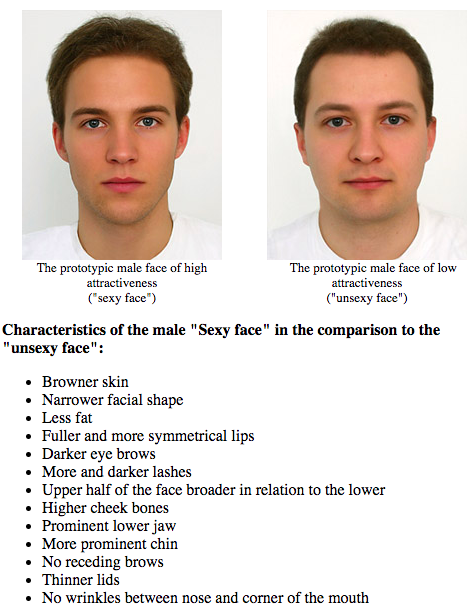 The prototypic male face of high
attractiveness
("sexy face")
The prototypic male face of low
attractiveness
("unsexy face")
Characteristics of the male "Sexy face" in the comparison to the
"unsexy face":
• Browner skin
• Narrower facial shape
• Less fat
• Fuller and more symmetrical lips
• Darker eye brows
• More and darker lashes
• Upper half of the face broader in relation to the lower
• Higher cheek bones
• Prominent lower jaw
• More prominent chin
• No receding brows
• Thinner lids
• No wrinkles between nose and corner of the mouth